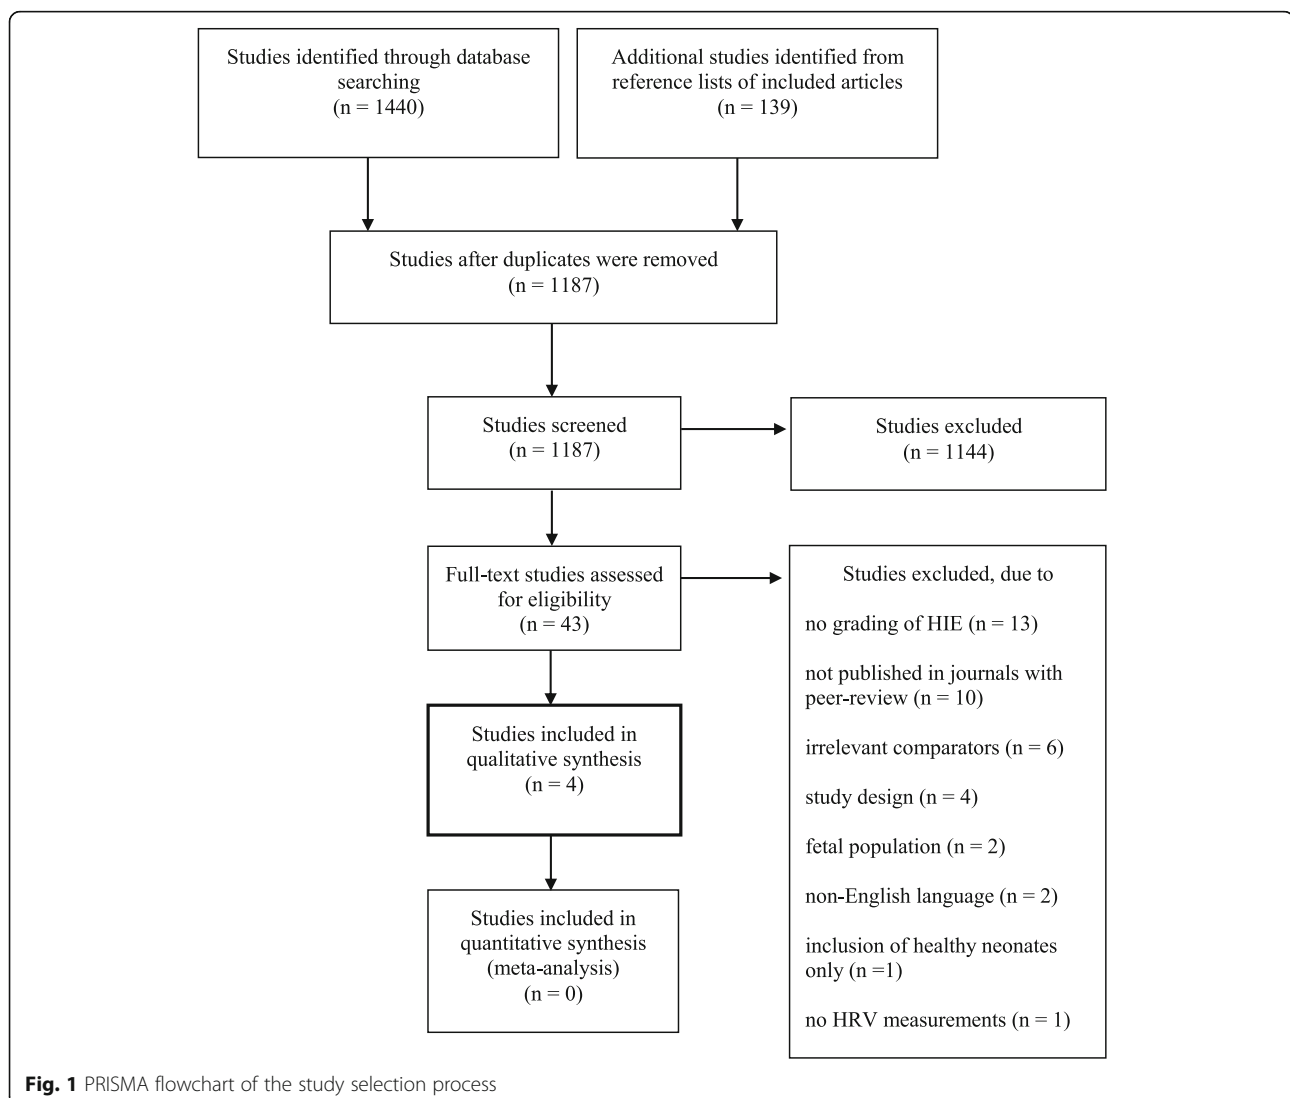 Studies identified through database
searching
(n = 1440)
Additional studies identified from
reference lists of included articles
(n = 139)
Studies after duplicates were removed
(n = 1187)
Studies screened
(n = 1187)
Studies excluded
(n = 1144)
Full-text studies assessed
for eligibility
(n = 43)
Studies excluded, due to
no grading of HIE (n = 13)
not published in journals with
peer-review (n = 10)
irrelevant comparators (n = 6)
study design (n = 4)
fetal population (n = 2)
non-English language (n = 2)
inclusion of healthy neonates
only (n =1)
no HRV measurements (n = 1)
Studies included in
qualitative synthesis
(n = 4)
Studies included in
quantitative synthesis
(meta-analysis)
(n = 0)
Fig. 1 PRISMA flowchart of the study selection process